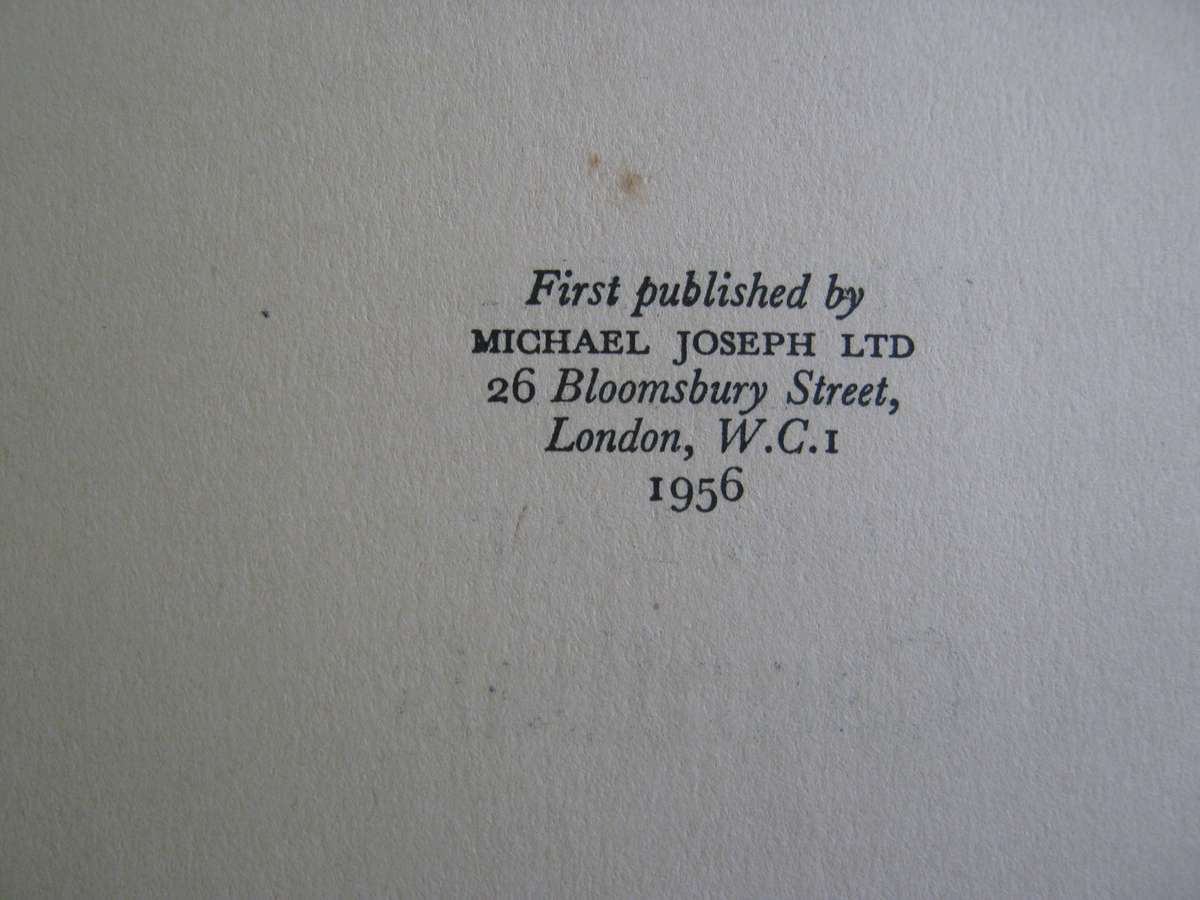 First published by
MICHAEL JOSEPH LTD
26 Bloomsbury Street,
London, W.C.1
1956